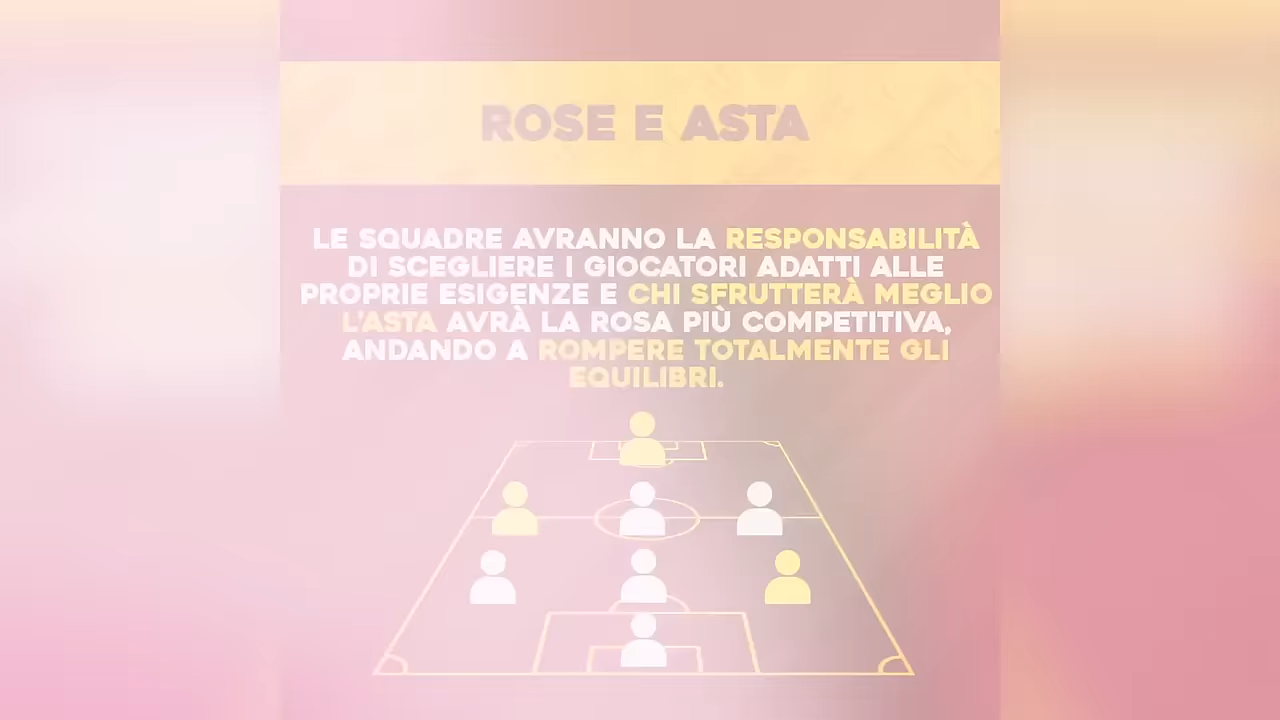 ROSE E ASTA
LE SQUADRE AVRANNO LA RESPONSABILITÀ
DI SCEGLIERE I GIOCATORI ADATTI ALLE
PROPRIE ESIGENZE E CHI SFRUTTERÀ MEGLIO
L'ASTA AVRÀ LA ROSA PIÙ COMPETITIVA,
ANDANDO A ROMPERE TOTALMENTE GLI
EQUILIBRI.